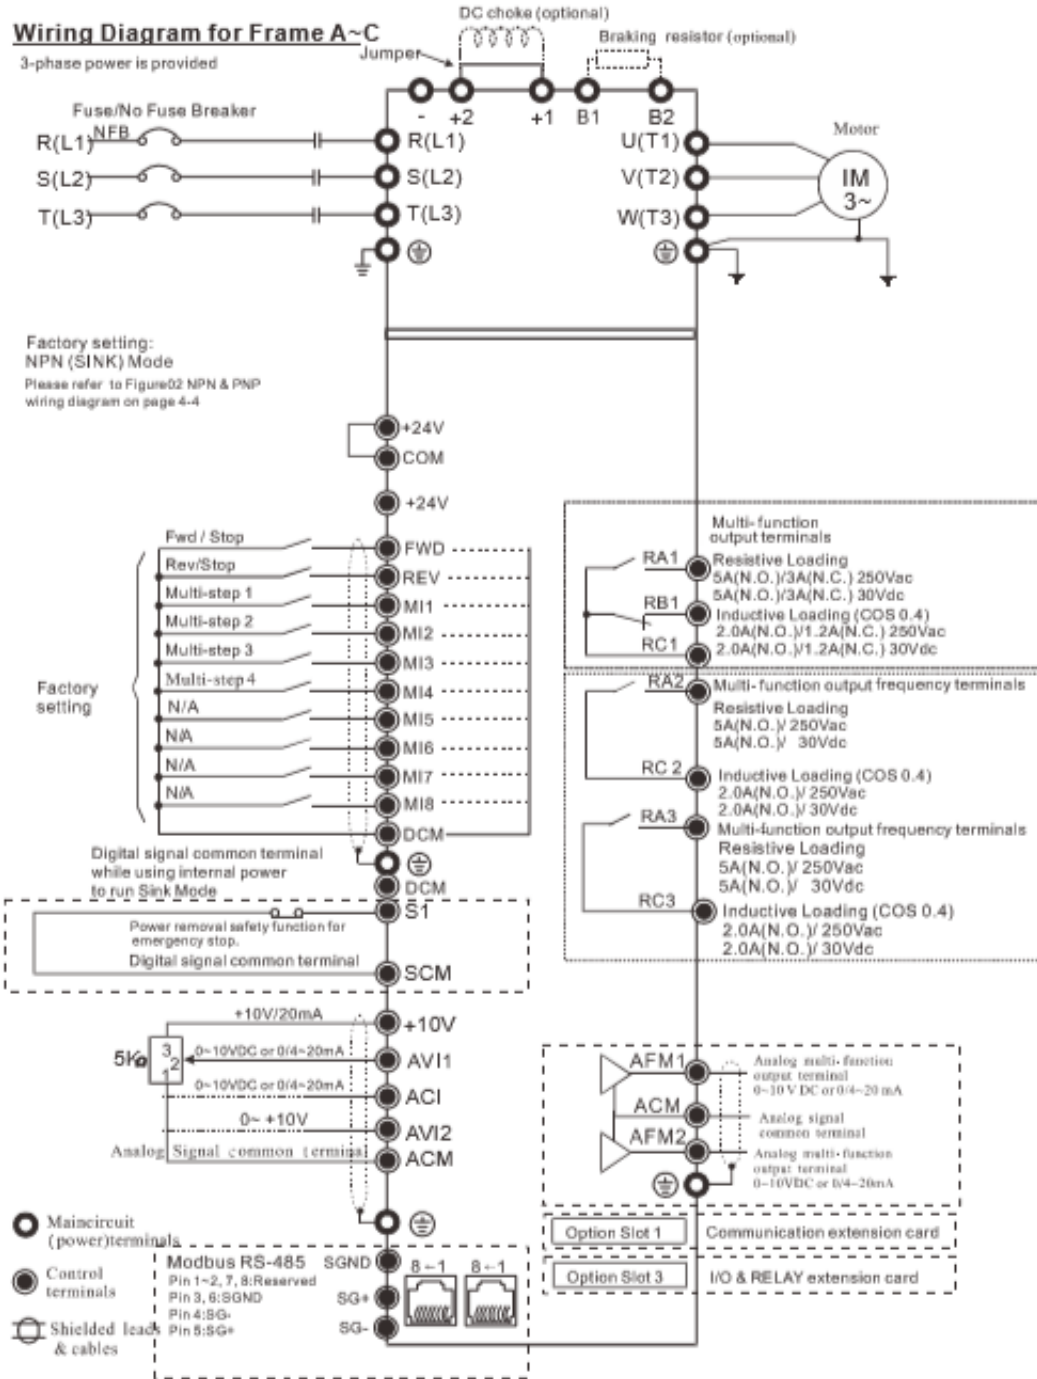 Wiring Diagram for Frame A~C
3-phase power is provided
DC choke (optional)
Jumper
Braking resistor (optional)
Fuse/No Fuse Breaker
NFB
R(L1)
S(L2)
T(L3)
- +2 +1 B1 B2
R(L1)
S(L2)
T(L3)
U(T1)
V(T2)
W(T3)
Motor
IM
3~
Factory setting:
NPN (SINK) Mode
Please refer to Figure02 NPN & PNP
wiring diagram on page 4-4
+24V
COM
+24V
Factory
setting
Fwd / Stop
FWD
Rev/Stop
REV
Multi-step 1
MI1
Multi-step 2
MI2
Multi-step 3
MI3
Multi-step 4
MI4
N/A
MI5
N/A
MI6
N/A
MI7
N/A
MI8
DCM
Digital signal common terminal
while using internal power
to run Sink Mode
DCM
S1
Power removal safety function for
emergency stop.
Digital signal common terminal
SCM
+10V/20mA
+10V
5KΩ
3
2
1
0~10VDC or 0/4~20mA
AVI1
0~10VDC or 0/4~20mA
ACI
0~ +10V
AVI2
Analog Signal common terminal
ACM
Maincircuit
(power)terminals
Control
terminals
Shielded leads
& cables
Modbus RS-485
Pin 1~2, 7, 8:Reserved
Pin 3, 6:SGND
Pin 4:SG-
Pin 5:SG+
SGND
SG+
SG-
8←1 8←1
Multi-function
output terminals
RA1
Resistive Loading
5A(N.O.)/3A(N.C.) 250Vac
5A(N.O.)/3A(N.C.) 30Vdc
RB1
Inductive Loading (COS 0.4)
2.0A(N.O.)/1.2A(N.C.) 250Vac
RC1
2.0A(N.O.)/1.2A(N.C.) 30Vdc
RA2
Multi-function output frequency terminals
Resistive Loading
5A(N.O.)/ 250Vac
5A(N.O.)/ 30Vdc
RC2
Inductive Loading (COS 0.4)
2.0A(N.O.)/ 250Vac
2.0A(N.O.)/ 30Vdc
RA3
Multi-function output frequency terminals
Resistive Loading
5A(N.O.)/ 250Vac
5A(N.O.)/ 30Vdc
RC3
Inductive Loading (COS 0.4)
2.0A(N.O.)/ 250Vac
2.0A(N.O.)/ 30Vdc
AFM1
Analog multi-function
output terminal
0~10 V DC or 0/4~20 mA
ACM
Analog signal
common terminal
AFM2
Analog multi-function
output terminal
0~10VDC or 0/4~20mA
Option Slot 1
Communication extension card
Option Slot 3
I/O & RELAY extension card